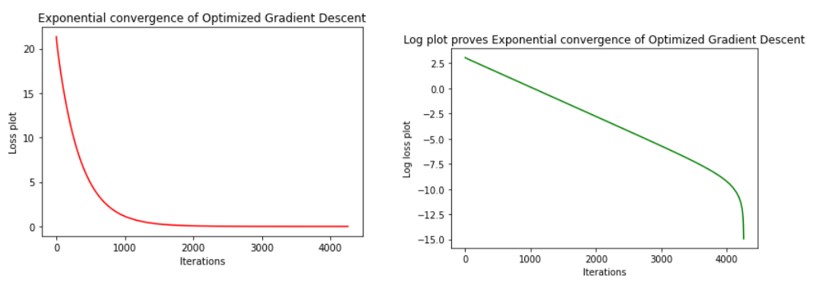 Exponential convergence of Optimized Gradient Descent
20
15
10
5
0
Loss plot
0 1000 2000 3000 4000
Iterations
Log plot proves Exponential convergence of Optimized Gradient Descent
2.5
0.0
−2.5
−5.0
−7.5
−10.0
−12.5
−15.0
Log loss plot
0 1000 2000 3000 4000
Iterations